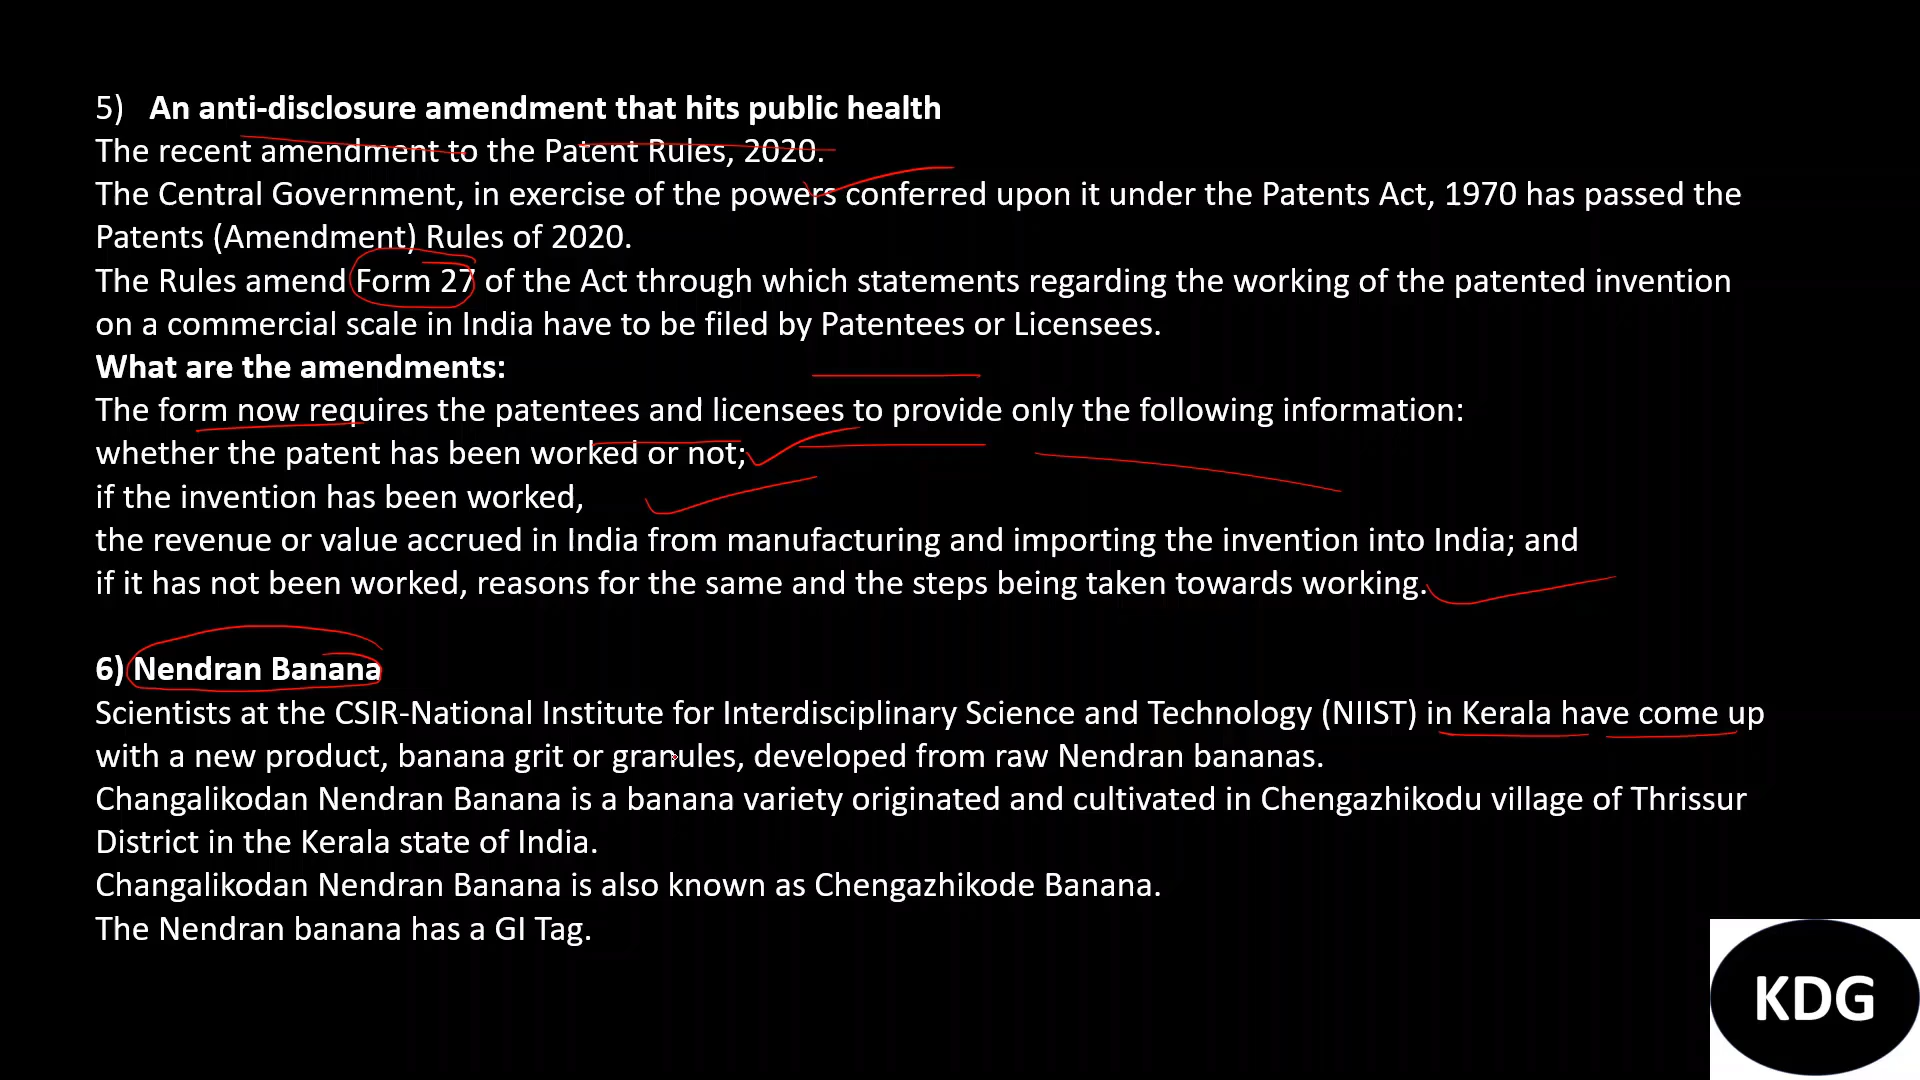 5) An anti-disclosure amendment that hits public health
The recent amendment to the Patent Rules, 2020.
The Central Government, in exercise of the powers conferred upon it under the Patents Act, 1970 has passed the
Patents (Amendment) Rules of 2020.
The Rules amend Form 27 of the Act through which statements regarding the working of the patented invention
on a commercial scale in India have to be filed by Patentees or Licensees.
What are the amendments:
The form now requires the patentees and licensees to provide only the following information:
whether the patent has been worked or not;
if the invention has been worked,
the revenue or value accrued in India from manufacturing and importing the invention into India; and
if it has not been worked, reasons for the same and the steps being taken towards working.
6) Nendran Banana
Scientists at the CSIR-National Institute for Interdisciplinary Science and Technology (NIIST) in Kerala have come up
with a new product, banana grit or granules, developed from raw Nendran bananas.
Changalikodan Nendran Banana is a banana variety originated and cultivated in Chengazhikodu village of Thrissur
District in the Kerala state of India.
Changalikodan Nendran Banana is also known as Chengazhikode Banana.
The Nendran banana has a GI Tag.
KDG